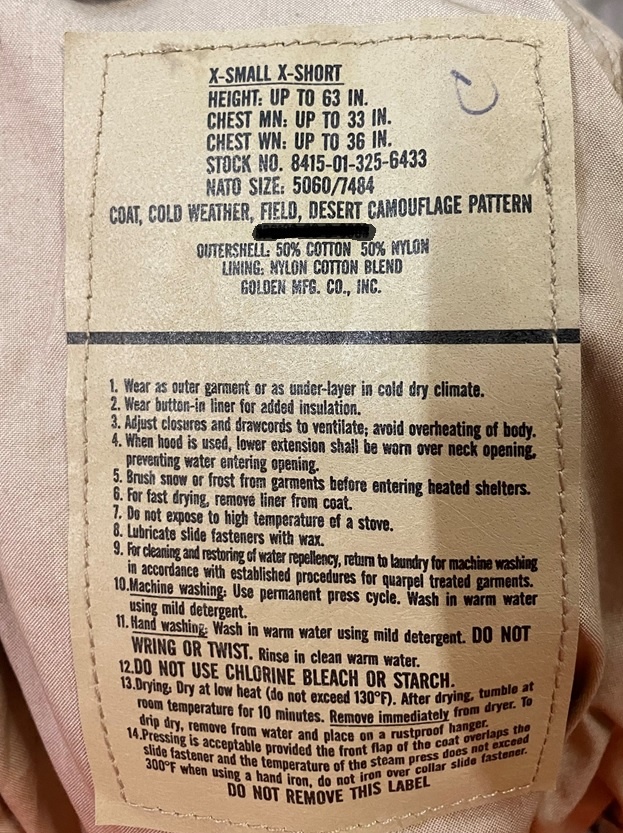 X-SMALL X-SHORT
HEIGHT: UP TO 63 IN.
CHEST MN: UP TO 33 IN.
CHEST WN: UP TO 36 IN.
STOCK NO. 8415-01-325-6433
NATO SIZE: 5060/7484
COAT, COLD WEATHER, FIELD, DESERT CAMOUFLAGE PATTERN
OUTERSHELL: 50% COTTON 50% NYLON
LINING: NYLON COTTON BLEND
GOLDEN MFG. CO., INC.
1. Wear as outer garment or as under-layer in cold dry climate.
2. Wear button-in liner for added insulation.
3. Adjust closures and drawcords to ventilate; avoid overheating of body.
4. When hood is used, lower extension shall be worn over neck opening,
preventing water entering opening.
5. Brush snow or frost from garments before entering heated shelters.
6. For fast drying, remove liner from coat.
7. Do not expose to high temperature of a stove.
8. Lubricate slide fasteners with wax.
9. For cleaning and restoring of water repellency, return to laundry for machine washing
in accordance with established procedures for quarpel treated garments.
10.Machine washing: Use permanent press cycle. Wash in warm water
using mild detergent.
11. Hand washing: Wash in warm water using mild detergent. DO NOT
WRING OR TWIST. Rinse in clean warm water.
12.DO NOT USE CHLORINE BLEACH OR STARCH.
13.Drying: Dry at low heat (do not exceed 130°F). After drying, tumble at
room temperature for 10 minutes. Remove immediately from dryer. To
drip dry, remove from water and place on a rustproof hanger.
14.Pressing is acceptable provided the front flap of the coat overlaps the
slide fastener and the temperature of the steam press does not exceed
300°F when using a hand iron, do not iron over collar slide fastener.
DO NOT REMOVE THIS LABEL